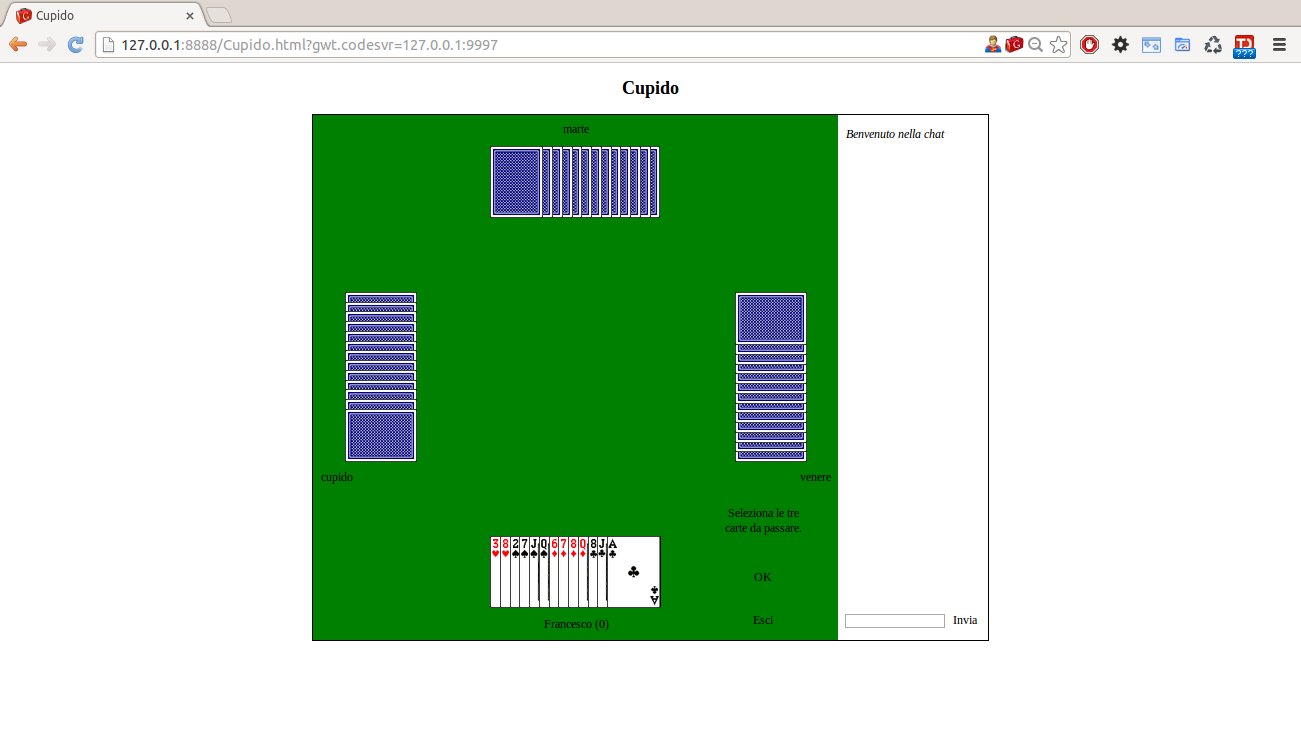 Cupido
127.0.0.1:8888/Cupido.html?gwt.codesvr=127.0.0.1:9997
G
???
Cupido
marte
Benvenuto nella chat
cupido
venere
Seleziona le tre
carte da passare.
3 8 2 7 J Q 6 7 8 Q 8 J A
A
OK
Esci
Francesco (0)
Invia